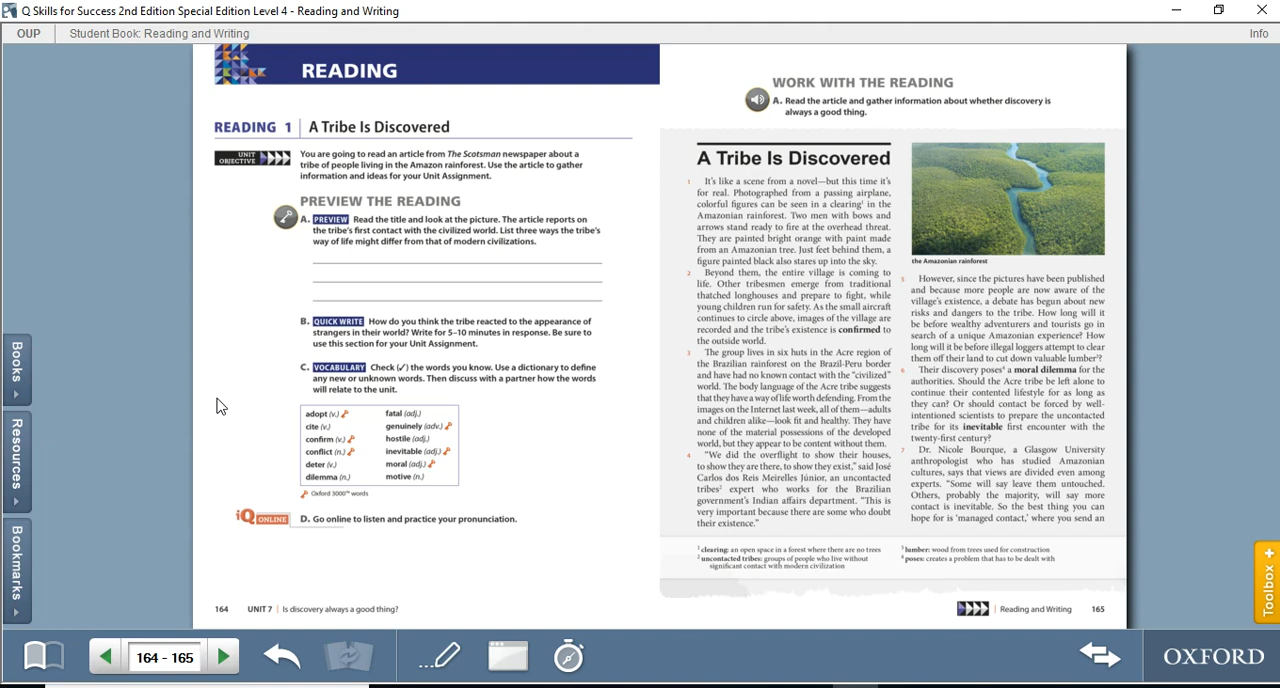 Q Skills for Success 2nd Edition Special Edition Level 4 - Reading and Writing
OUP
Student Book: Reading and Writing
Info
READING
READING 1
A Tribe Is Discovered
UNIT
OBJECTIVE
You are going to read an article from The Scotsman newspaper about a
tribe of people living in the Amazon rainforest. Use the article to gather
information and ideas for your Unit Assignment.
PREVIEW THE READING
A. PREVIEW Read the title and look at the picture. The article reports on
the tribe's first contact with the civilized world. List three ways the tribe's
way of life might differ from that of modern civilizations.
B. QUICK WRITE How do you think the tribe reacted to the appearance of
strangers in their world? Write for 5–10 minutes in response. Be sure to
use this section for your Unit Assignment.
C. VOCABULARY Check (✓) the words you know. Use a dictionary to define
any new or unknown words. Then discuss with a partner how the words
will relate to the unit.
adopt (v.)
cite (v.)
confirm (v.)
conflict (n.)
deter (v.)
dilemma (n.)
fatal (adj.)
genuinely (adv.)
hostile (adj.)
inevitable (adj.)
moral (adj.)
motive (n.)
Oxford 3000™ words
iQ ONLINE
D. Go online to listen and practice your pronunciation.
164 UNIT 7 | Is discovery always a good thing?
WORK WITH THE READING
A. Read the article and gather information about whether discovery is
always a good thing.
A Tribe Is Discovered
1 It's like a scene from a novel—but this time it's
for real. Photographed from a passing airplane,
colorful figures can be seen in a clearing¹ in the
Amazonian rainforest. Two men with bows and
arrows stand ready to fire at the overhead threat.
They are painted bright orange with paint made
from an Amazonian tree. Just feet behind them, a
figure painted black also stares up into the sky.
2 Beyond them, the entire village is coming to
life. Other tribesmen emerge from traditional
thatched longhouses and prepare to fight, while
young children run for safety. As the small aircraft
continues to circle above, images of the village are
recorded and the tribe's existence is confirmed to
the outside world.
3 The group lives in six huts in the Acre region of
the Brazilian rainforest on the Brazil-Peru border
and have had no known contact with the "civilized"
world. The body language of the Acre tribe suggests
that they have a way of life worth defending. From the
images on the Internet last week, all of them—adults
and children alike—look fit and healthy. They have
none of the material possessions of the developed
world, but they appear to be content without them.
4 "We did the overflight to show their houses,
to show they are there, to show they exist," said José
Carlos dos Reis Meirelles Júnior, an uncontacted
tribes² expert who works for the Brazilian
government's Indian affairs department. "This is
very important because there are some who doubt
their existence."
the Amazonian rainforest
5 However, since the pictures have been published
and because more people are now aware of the
village's existence, a debate has begun about new
risks and dangers to the tribe. How long will it
be before wealthy adventurers and tourists go in
search of a unique Amazonian experience? How
long will it be before illegal loggers attempt to clear
them off their land to cut down valuable lumber³?
6 Their discovery poses⁴ a moral dilemma for the
authorities. Should the Acre tribe be left alone to
continue their contented lifestyle for as long as
they can? Or should contact be forced by well-
intentioned scientists to prepare the uncontacted
tribe for its inevitable first encounter with the
twenty-first century?
7 Dr. Nicole Bourque, a Glasgow University
anthropologist who has studied Amazonian
cultures, says that views are divided even among
experts. "Some will say leave them untouched.
Others, probably the majority, will say more
contact is inevitable. So the best thing you can
hope for is 'managed contact,' where you send an
¹ clearing: an open space in a forest where there are no trees
² uncontacted tribes: groups of people who live without
significant contact with modern civilization
³ lumber: wood from trees used for construction
⁴ poses: creates a problem that has to be dealt with
Reading and Writing 165
Books
Resources
Bookmarks
Toolbox +
164 - 165
OXFORD